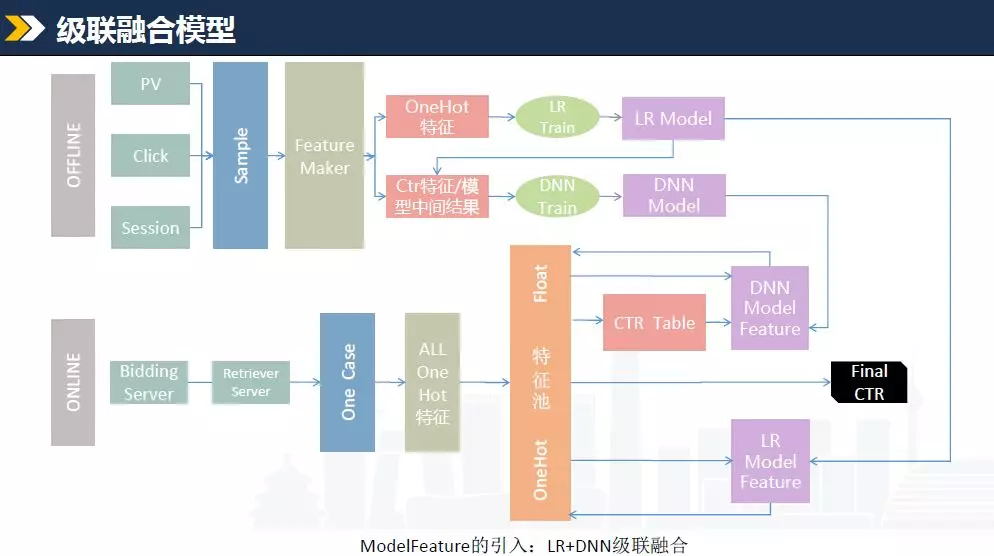 级联融合模型
OFFLINE
PV
Click
Session
Sample
Feature
Maker
OneHot
特征
LR
Train
LR Model
Ctr特征/模
型中间结果
DNN
Train
DNN
Model
ONLINE
Bidding
Server
Retriever
Server
One Case
ALL
One
Hot
特征
Float
特征池
OneHot
CTR Table
DNN
Model
Feature
Final
CTR
LR
Model
Feature
ModelFeature的引入：LR+DNN级联融合